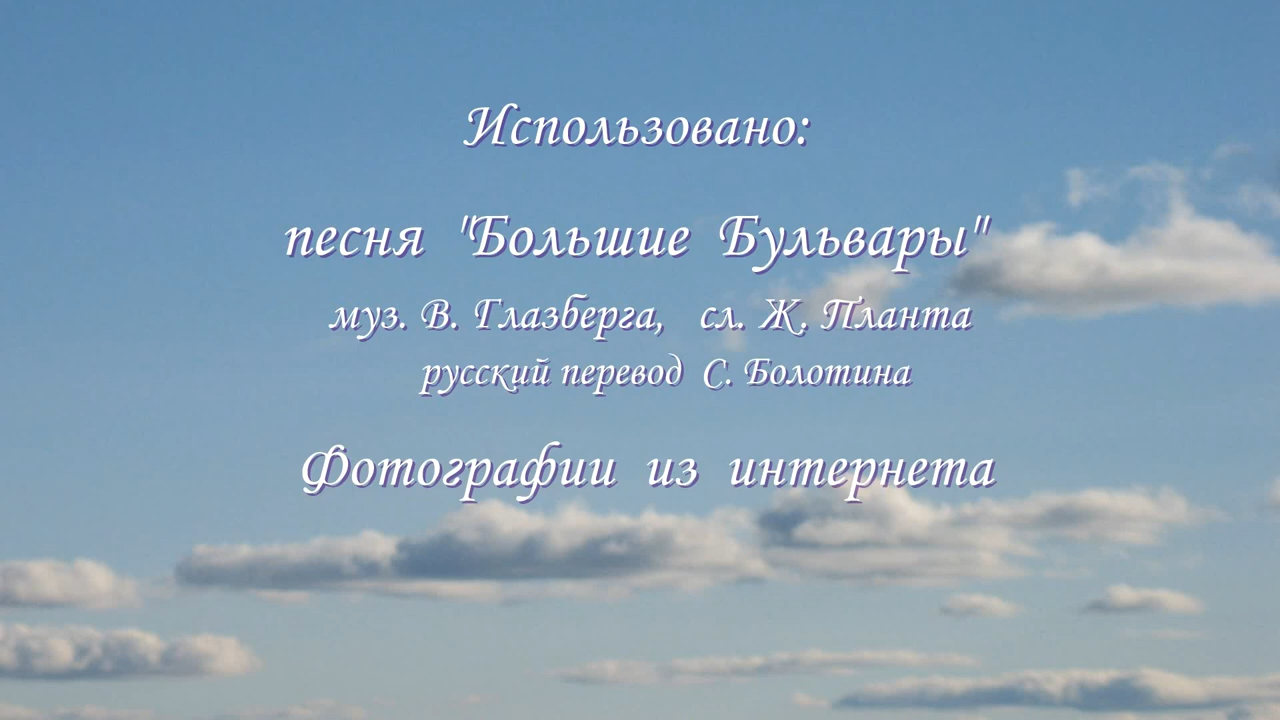 Использовано:
песня "Большие Бульвары"
муз. В. Глазберга, сл. Ж. Планта
русский перевод С. Болотина
Фотографии из интернета